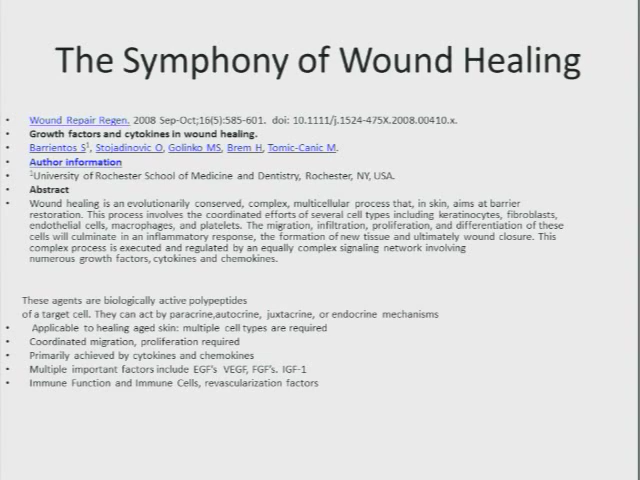 The Symphony of Wound Healing
• Wound Repair Regen. 2008 Sep-Oct;16(5):585-601. doi: 10.1111/j.1524-475X.2008.00410.x.
• Growth factors and cytokines in wound healing.
• Barrientos S1, Stojadinovic O, Golinko MS, Brem H, Tomic-Canic M.
• Author information
• 1University of Rochester School of Medicine and Dentistry, Rochester, NY, USA.
• Abstract
• Wound healing is an evolutionarily conserved, complex, multicellular process that, in skin, aims at barrier
restoration. This process involves the coordinated efforts of several cell types including keratinocytes, fibroblasts,
endothelial cells, macrophages, and platelets. The migration, infiltration, proliferation, and differentiation of these
cells will culminate in an inflammatory response, the formation of new tissue and ultimately wound closure. This
complex process is executed and regulated by an equally complex signaling network involving
numerous growth factors, cytokines and chemokines.
These agents are biologically active polypeptides
of a target cell. They can act by paracrine,autocrine, juxtacrine, or endocrine mechanisms
• Applicable to healing aged skin: multiple cell types are required
• Coordinated migration, proliferation required
• Primarily achieved by cytokines and chemokines
• Multiple important factors include EGF's VEGF, FGF's. IGF-1
• Immune Function and Immune Cells, revascularization factors